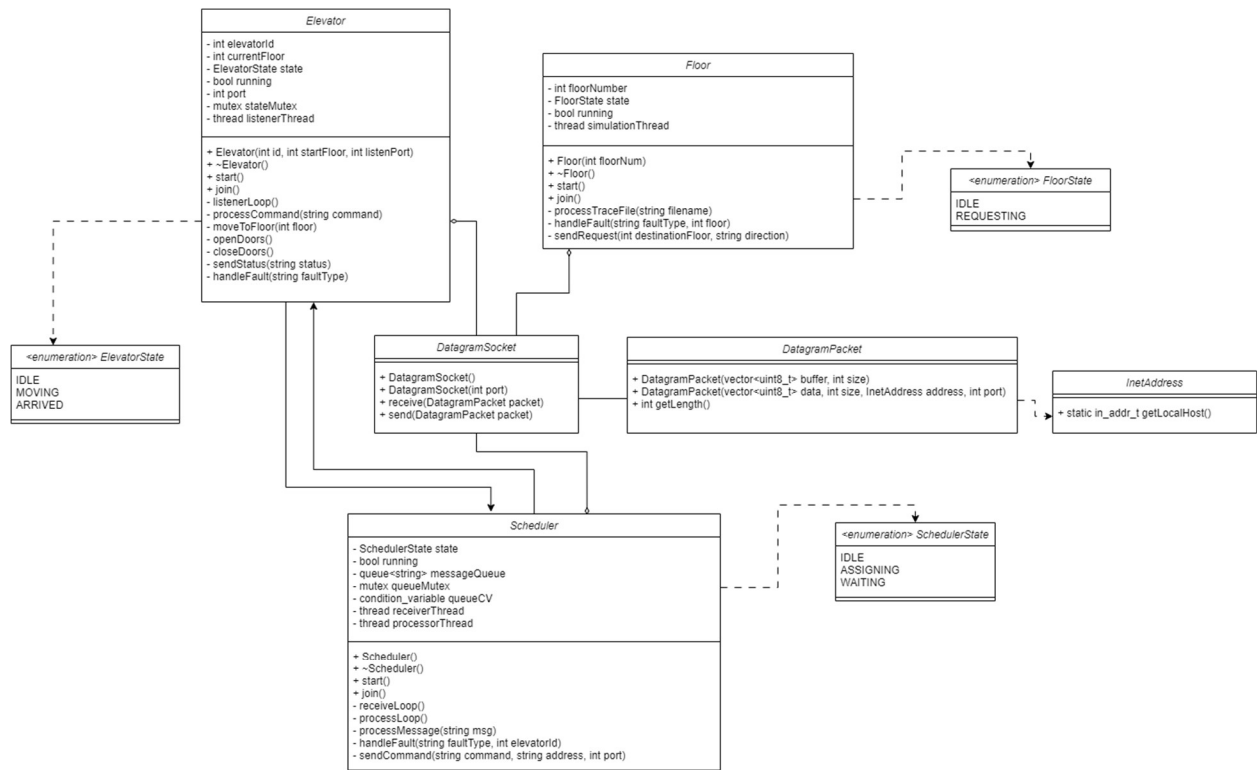 Elevator
- int elevatorId
- int currentFloor
- ElevatorState state
- bool running
- int port
- mutex stateMutex
- thread listenerThread
+ Elevator(int id, int startFloor, int listenPort)
+ ~Elevator()
+ start()
+ join()
- listenerLoop()
- processCommand(string command)
- moveToFloor(int floor)
- openDoors()
- closeDoors()
- sendStatus(string status)
- handleFault(string faultType)
Floor
- int floorNumber
- FloorState state
- bool running
- thread simulationThread
+ Floor(int floorNum)
+ ~Floor()
+ start()
+ join()
- processTraceFile(string filename)
- handleFault(string faultType, int floor)
- sendRequest(int destinationFloor, string direction)
<enumeration> FloorState
IDLE
REQUESTING
<enumeration> ElevatorState
IDLE
MOVING
ARRIVED
DatagramSocket
+ DatagramSocket()
+ DatagramSocket(int port)
+ receive(DatagramPacket packet)
+ send(DatagramPacket packet)
DatagramPacket
+ DatagramPacket(vector<uint8_t> buffer, int size)
+ DatagramPacket(vector<uint8_t> data, int size, InetAddress address, int port)
+ int getLength()
InetAddress
+ static in_addr_t getLocalHost()
Scheduler
- SchedulerState state
- bool running
- queue<string> messageQueue
- mutex queueMutex
- condition_variable queueCV
- thread receiverThread
- thread processorThread
+ Scheduler()
+ ~Scheduler()
+ start()
+ join()
- receiveLoop()
- processLoop()
- processMessage(string msg)
- handleFault(string faultType, int elevatorId)
- sendCommand(string command, string address, int port)
<enumeration> SchedulerState
IDLE
ASSIGNING
WAITING